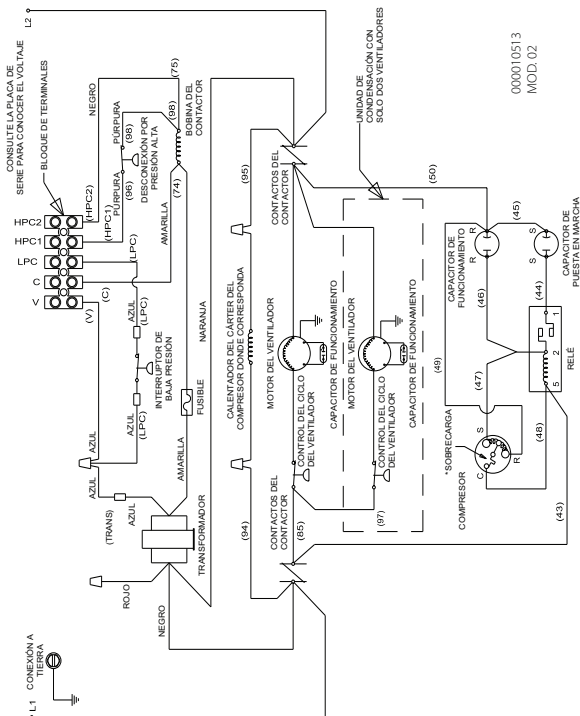 CONSULTE LA PLACA DE
SERIE PARA CONOCER EL VOLTAJE
BLOQUE DE TERMINALES
HPC2
HPC1
LPC
C
V
(HPC2)
(HPC1)
(LPC)
(C)
(V)
NEGRO
(75)
PÚRPURA
(98)
PÚRPURA
(96)
(98)
DESCONEXIÓN POR
PRESIÓN ALTA
BOBINA DEL
CONTACTOR
(74)
AMARILLA
AZUL
(LPC)
INTERRUPTOR DE
BAJA PRESIÓN
AZUL
(LPC)
NARANJA
FUSIBLE
AMARILLA
AZUL
AZUL
(TRANS)
AZUL
TRANSFORMADOR
ROJO
NEGRO
CONEXIÓN A
TIERRA
L1
L2
(95)
CALENTADOR DEL CÁRTER DEL
COMPRESOR DONDE CORRESPONDA
(94)
CONTACTOS DEL
CONTACTOR
CONTACTOS DEL
CONTACTOR
(85)
MOTOR DEL VENTILADOR
CAPACITOR DE FUNCIONAMIENTO
CONTROL DEL CICLO
DEL VENTILADOR
UNIDAD DE
CONDENSACIÓN CON
SOLO DOS VENTILADORES
MOTOR DEL VENTILADOR
CAPACITOR DE FUNCIONAMIENTO
CONTROL DEL CICLO
DEL VENTILADOR
(97)
(50)
(49)
CAPACITOR DE
FUNCIONAMIENTO
R
R
(45)
(46)
S
S
CAPACITOR DE
PUESTA EN MARCHA
(44)
(47)
1
2
5
RELÉ
(48)
*SOBRECARGA
COMPRESOR
C
S
R
(43)
000010513
MOD. 02